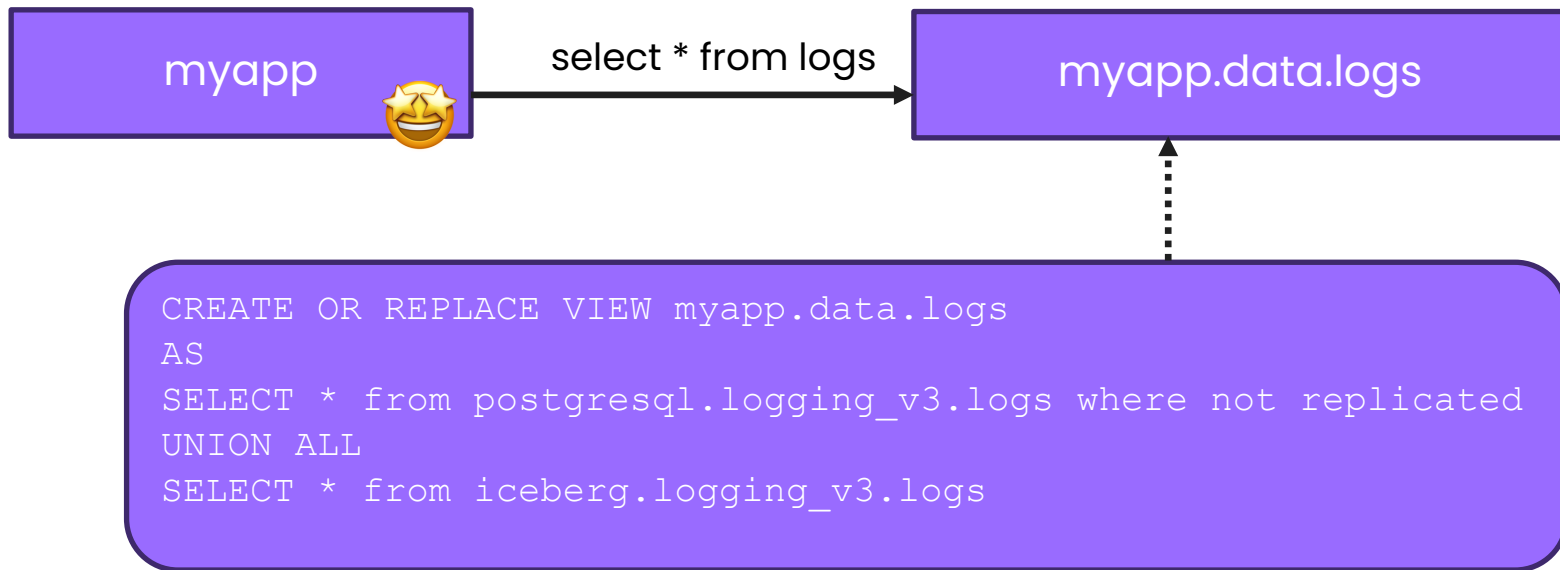 myapp
select * from logs
myapp.data.logs
CREATE OR REPLACE VIEW myapp.data.logs
AS
SELECT * from postgresql.logging_v3.logs where not replicated
UNION ALL
SELECT * from iceberg.logging_v3.logs